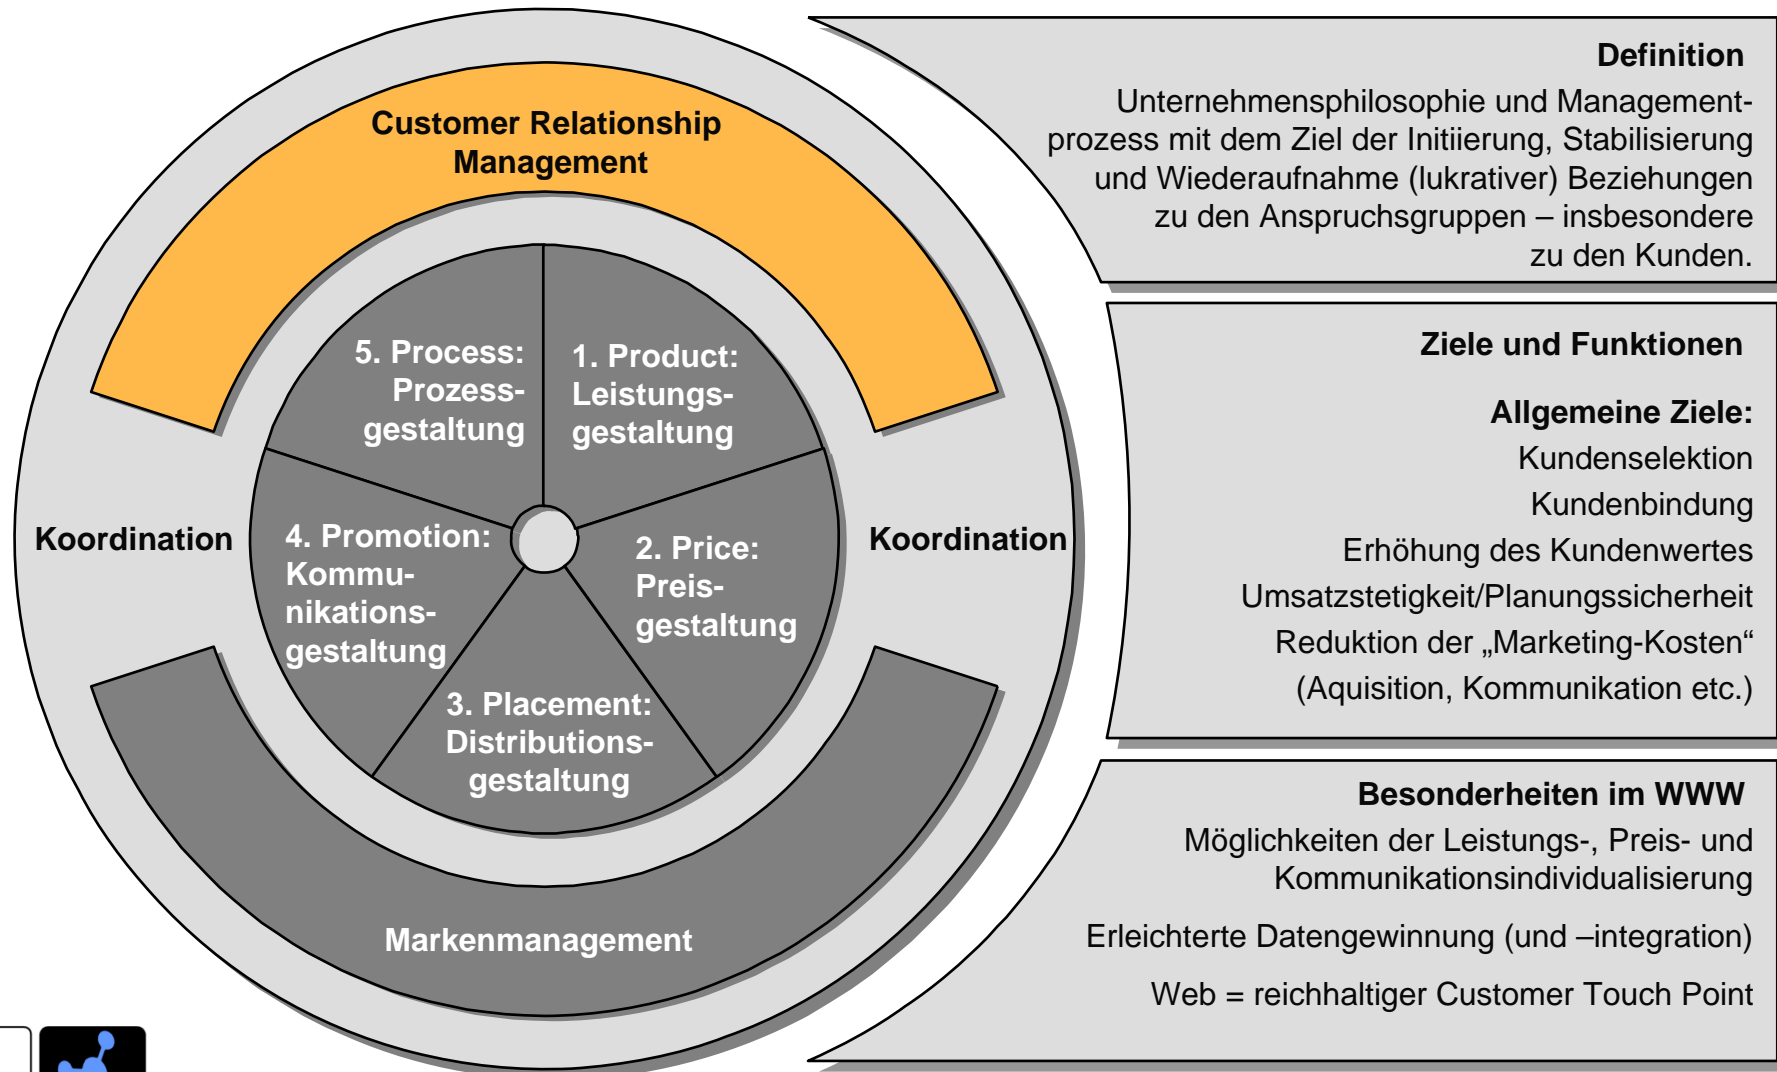 Customer Relationship
Management
5. Process:
Prozess-
gestaltung
1. Product:
Leistungs-
gestaltung
Koordination
4. Promotion:
Kommu-
nikations-
gestaltung
2. Price:
Preis-
gestaltung
Koordination
3. Placement:
Distributions-
gestaltung
Markenmanagement
Definition
Unternehmensphilosophie und Management-
prozess mit dem Ziel der Initiierung, Stabilisierung
und Wiederaufnahme (lukrativer) Beziehungen
zu den Anspruchsgruppen – insbesondere
zu den Kunden.
Ziele und Funktionen
Allgemeine Ziele:
Kundenselektion
Kundenbindung
Erhöhung des Kundenwertes
Umsatzstetigkeit/Planungssicherheit
Reduktion der „Marketing-Kosten“
(Aquisition, Kommunikation etc.)
Besonderheiten im WWW
Möglichkeiten der Leistungs-, Preis- und
Kommunikationsindividualisierung
Erleichterte Datengewinnung (und –integration)
Web = reichhaltiger Customer Touch Point